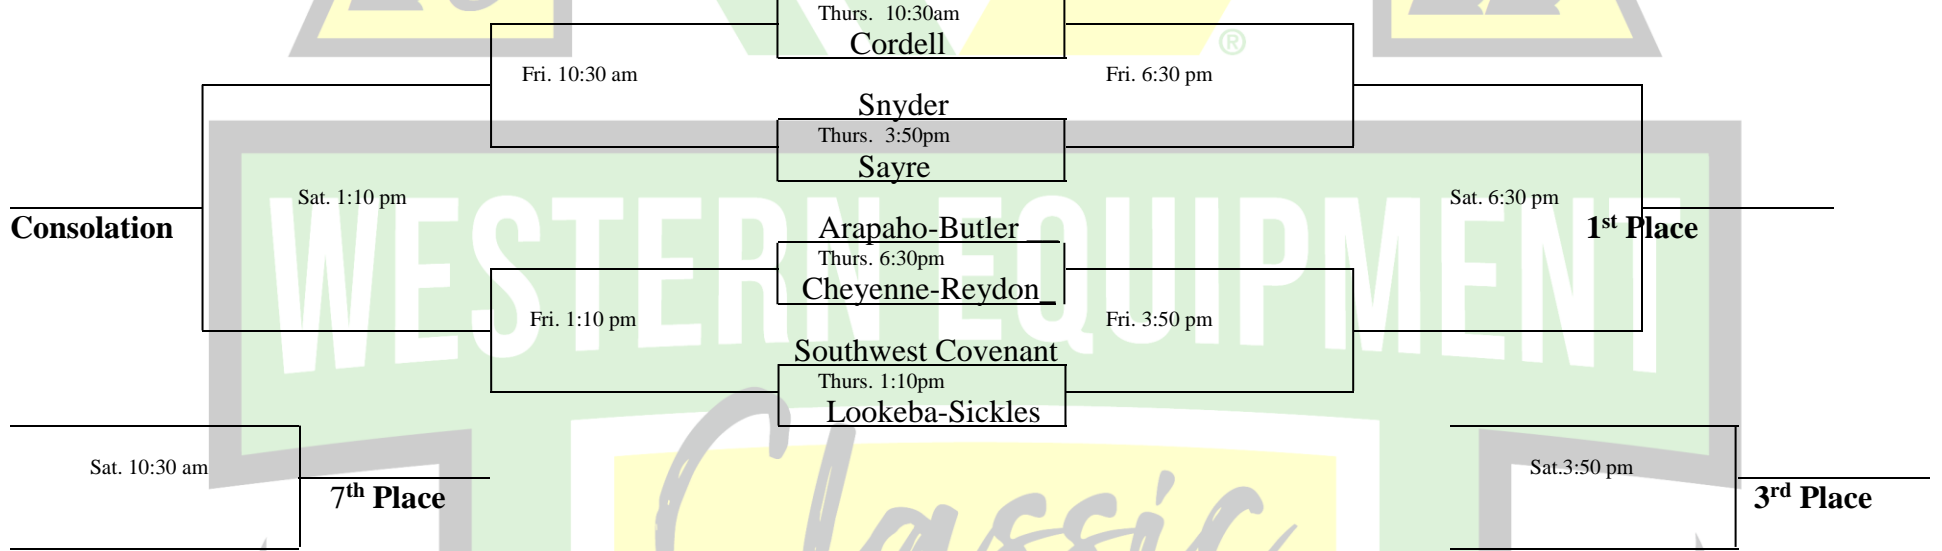 Thurs. 10:30am
Cordell
®
Fri. 10:30 am
Fri. 6:30 pm
Snyder
Thurs. 3:50pm
Sayre
Sat. 1:10 pm
Sat. 6:30 pm
WESTERN EQUIPMENT
Consolation
Arapaho-Butler __
1st Place
Thurs. 6:30pm
Cheyenne-Reydon_
Fri. 1:10 pm
Fri. 3:50 pm
Southwest Covenant
Thurs. 1:10pm
Lookeba-Sickles
Sat. 10:30 am
Sat.3:50 pm
7th Place
3rd Place
Classic